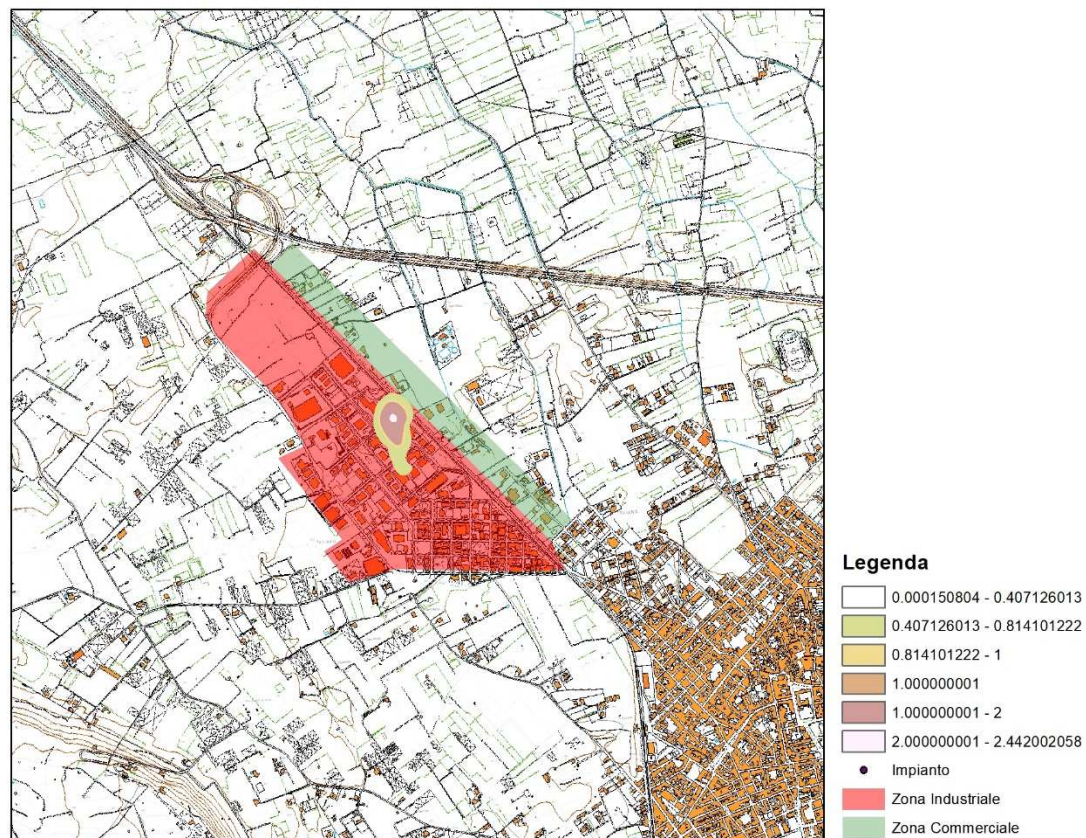 Legenda
0.000150804 - 0.407126013
0.407126013 - 0.814101222
0.814101222 - 1
1.000000001
1.000000001 - 2
2.000000001 - 2.442002058
Impianto
Zona Industriale
Zona Commerciale